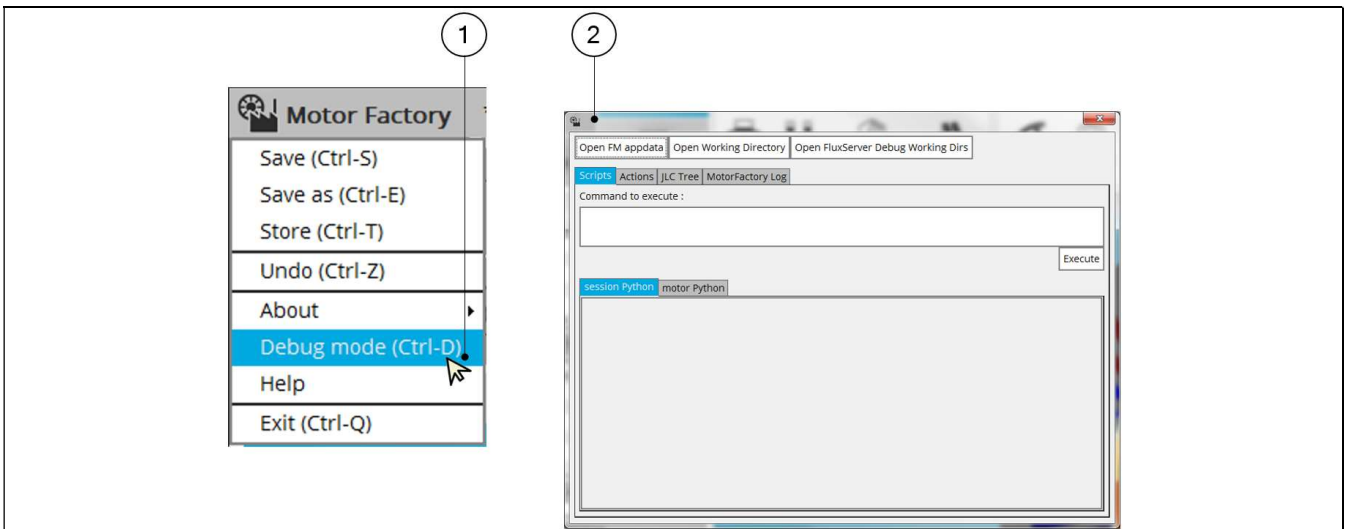 1
2
Motor Factory
Save (Ctrl-S)
Save as (Ctrl-E)
Store (Ctrl-T)
Undo (Ctrl-Z)
About
Debug mode (Ctrl-D)
Help
Exit (Ctrl-Q)
Open FM appdata Open Working Directory Open FluxServer Debug Working Dirs
Scripts Actions JLC Tree MotorFactory Log
Command to execute :
Execute
session Python motor Python